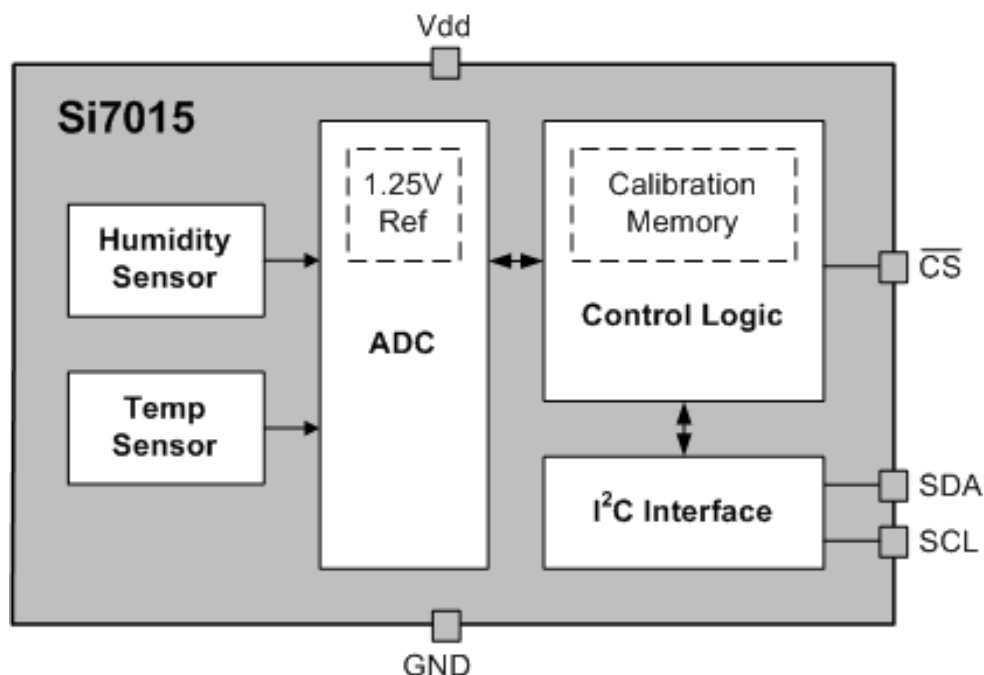 Vdd
Si7015
1.25V
Ref
Calibration
Memory
Humidity
Sensor
C̅S̅
Control Logic
ADC
Temp
Sensor
SDA
I²C Interface
SCL
GND